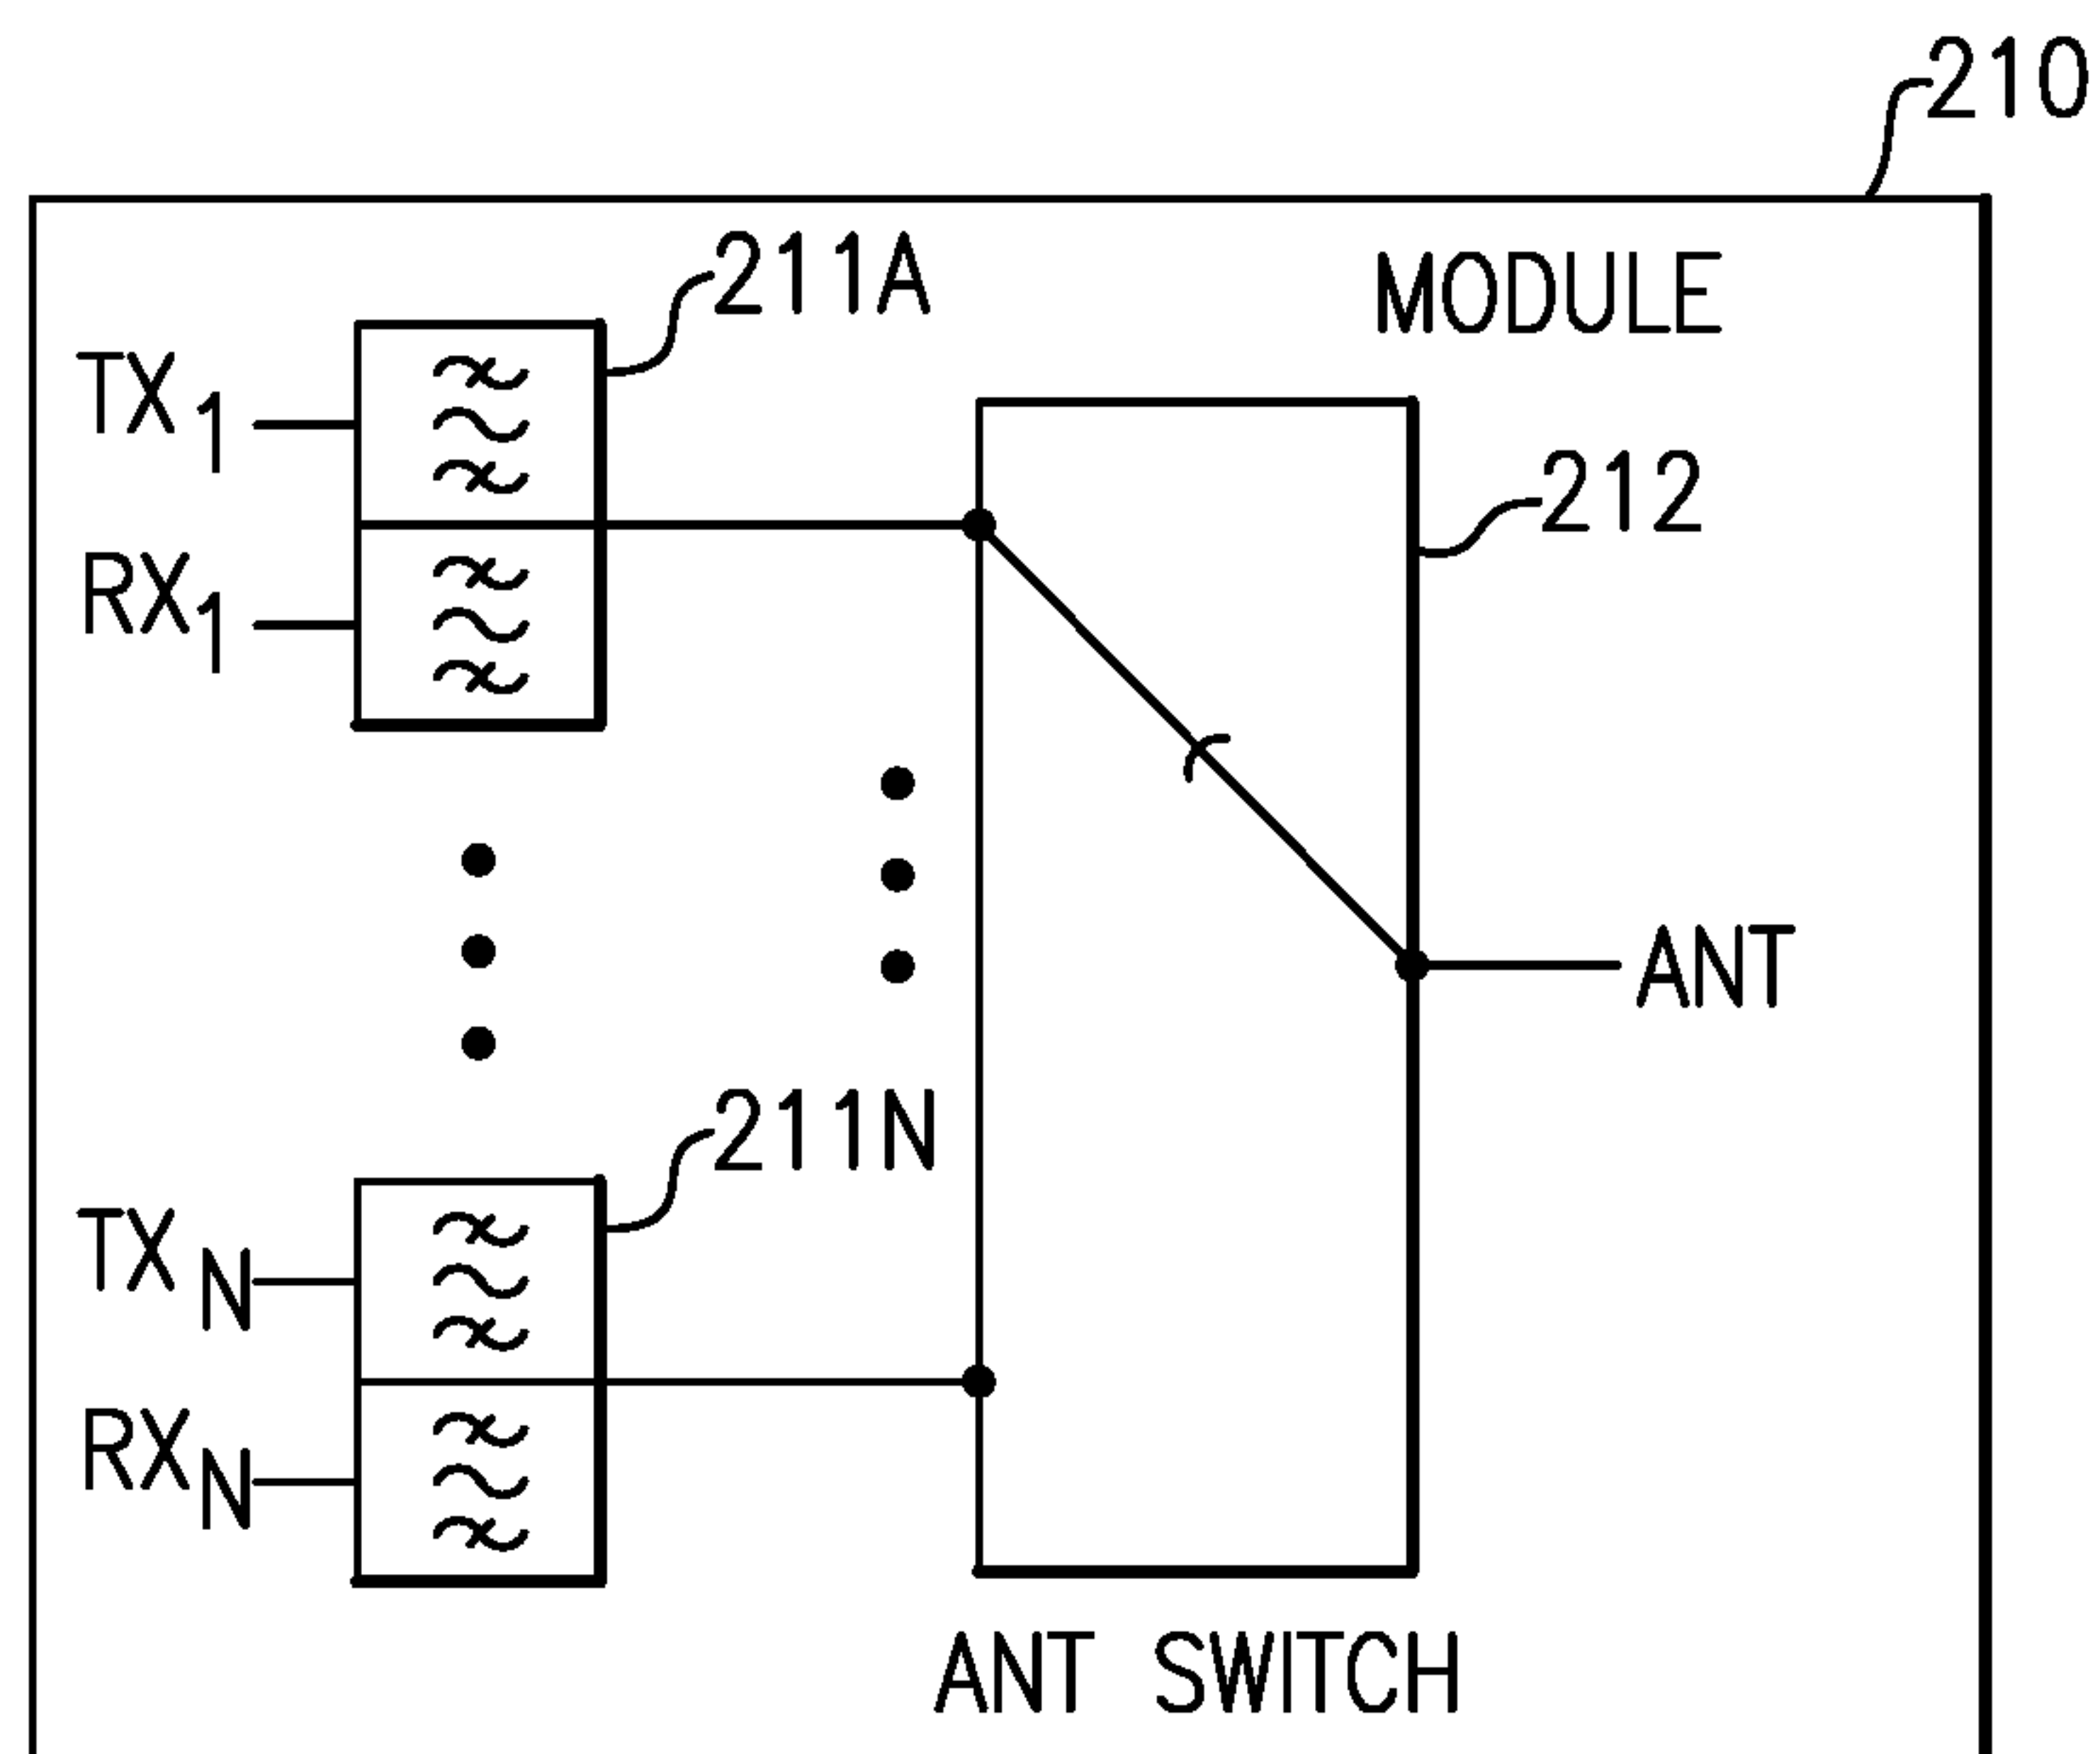 210
211A
MODULE
TX1
212
RX1
ANT
211N
TXN
RXN
ANT SWITCH